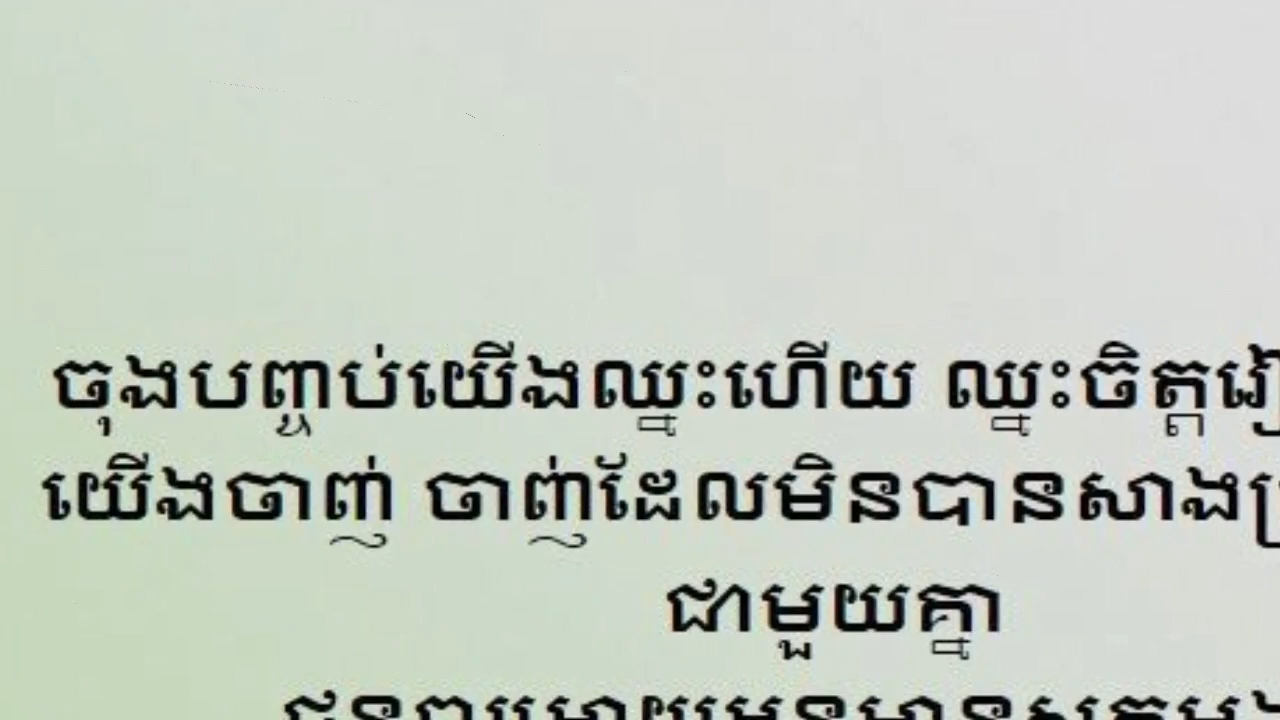 ចុងបញ្ចប់យើងឈ្នះហើយ ឈ្នះចិត្ត
យើងចាញ់ ចាញ់ដែលមិនបានសាង
ជាមួយគ្នា